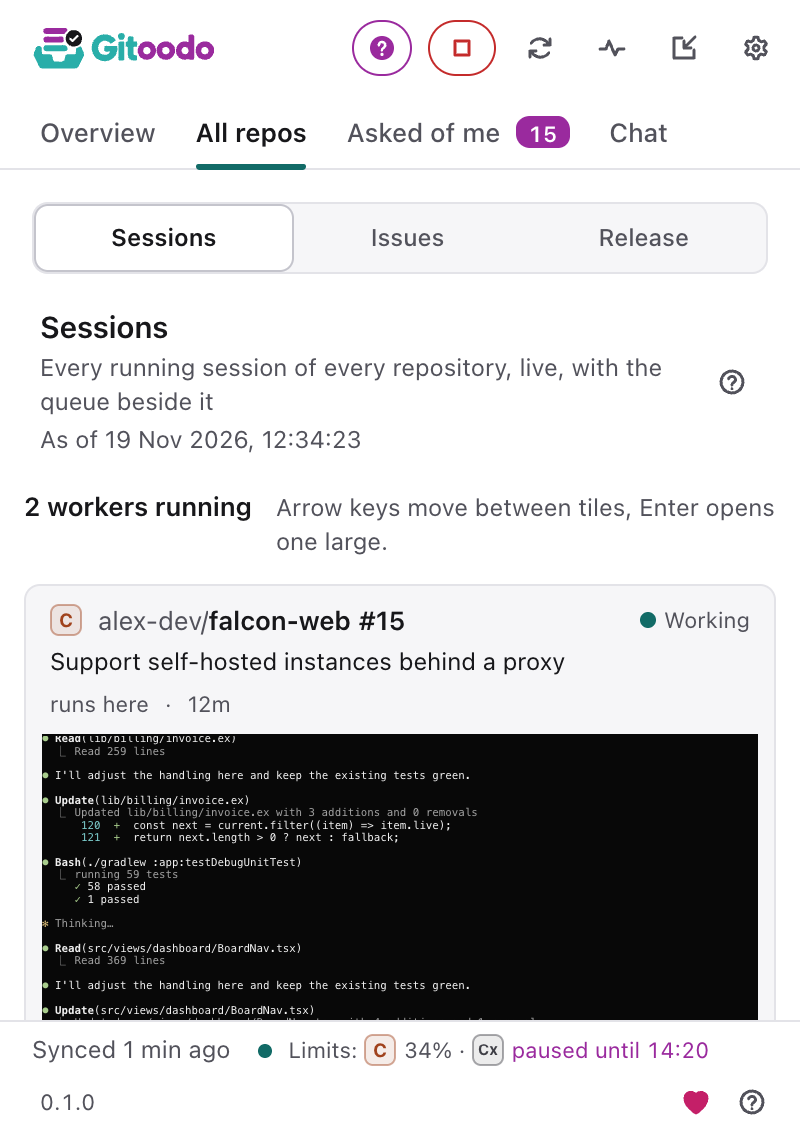 Gitoodo
Overview All repos Asked of me 15 Chat
Sessions Issues Release
Sessions
Every running session of every repository, live, with the
queue beside it
As of 19 Nov 2026, 12:34:23
2 workers running Arrow keys move between tiles, Enter opens
one large.
C alex-dev/falcon-web #15 Working
Support self-hosted instances behind a proxy
runs here · 12m
● Read(lib/billing/invoice.ex)
⎿ Read 259 lines
● I'll adjust the handling here and keep the existing tests green.
● Update(lib/billing/invoice.ex)
⎿ Updated lib/billing/invoice.ex with 3 additions and 0 removals
120 + const next = current.filter((item) => item.live);
121 + return next.length > 0 ? next : fallback;
● Bash(./gradlew :app:testDebugUnitTest)
⎿ running 59 tests
✓ 58 passed
✓ 1 passed
✻ Thinking…
● Read(src/views/dashboard/BoardNav.tsx)
⎿ Read 369 lines
● I'll adjust the handling here and keep the existing tests green.
● Update(src/views/dashboard/BoardNav.tsx)
Synced 1 min ago ● Limits: C 34% · Cx paused until 14:20
0.1.0